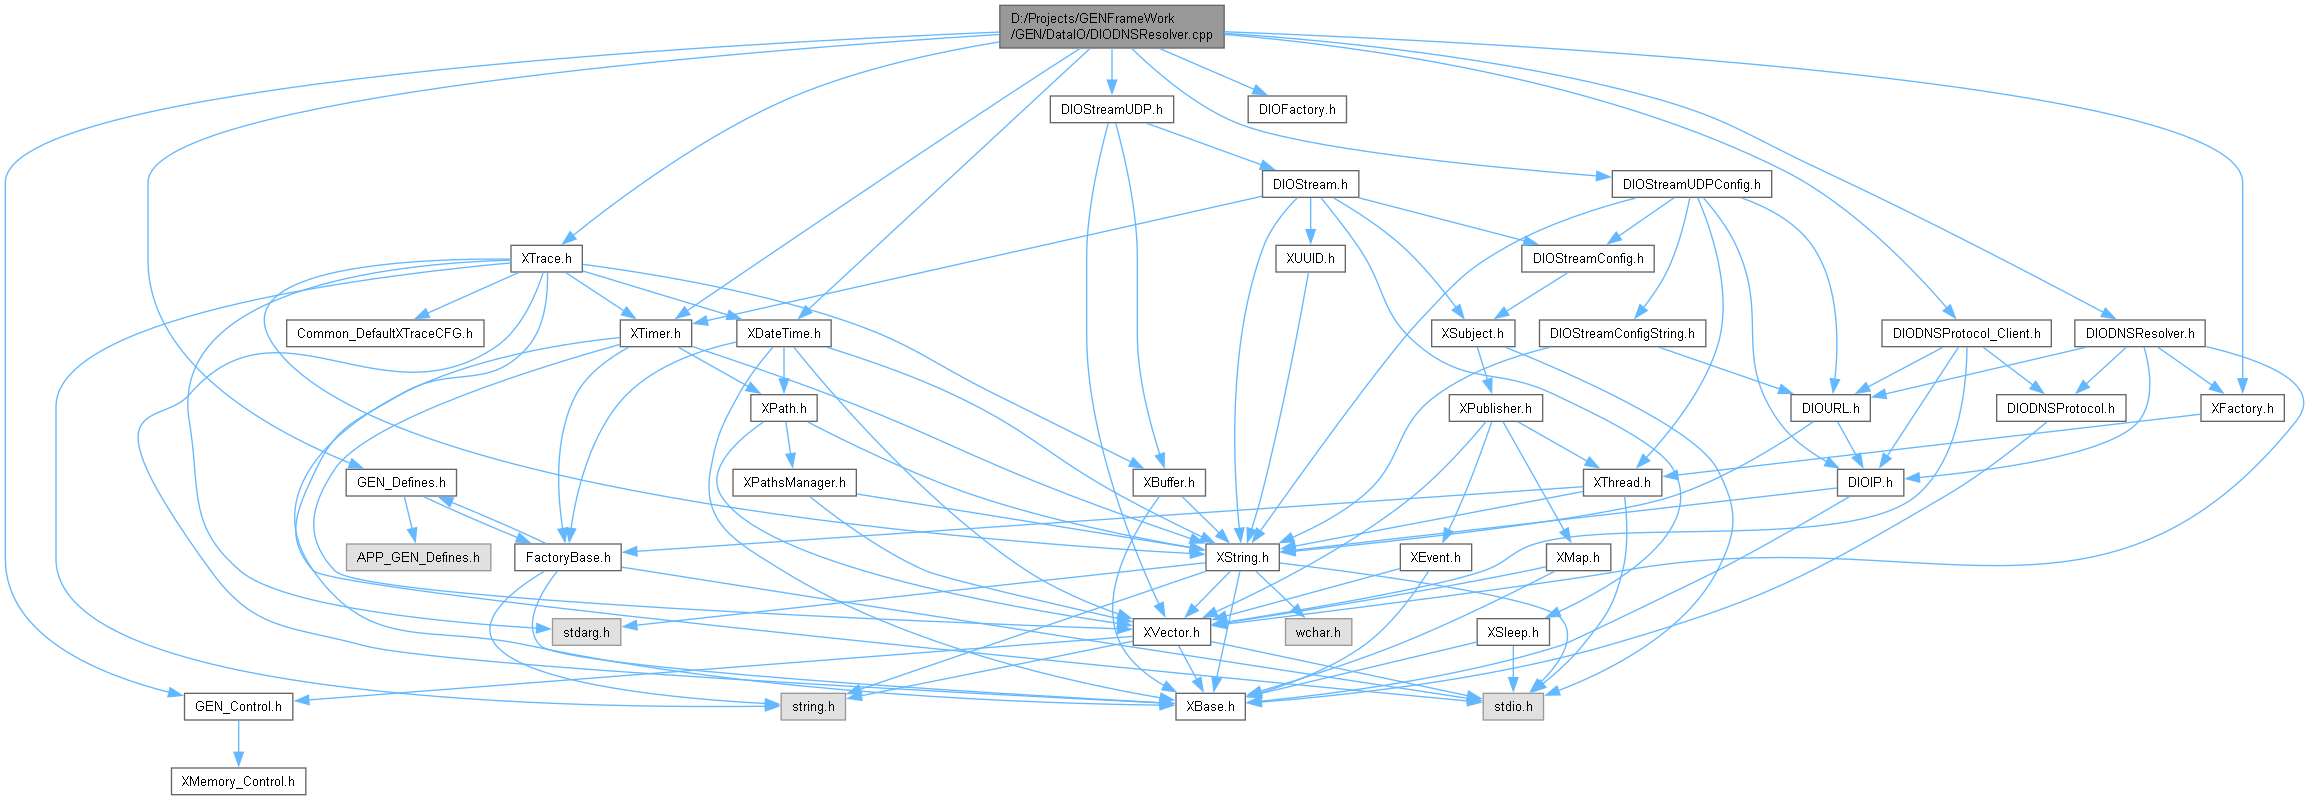 D:/Projects/GENFrameWork
/GEN/DataIO/DIODNSResolver.cpp
DIOStreamUDP.h
DIOFactory.h
DIOStream.h
DIOStreamUDPConfig.h
XTrace.h
XUUID.h
DIOStreamConfig.h
Common_DefaultXTraceCFG.h
XTimer.h
XDateTime.h
XSubject.h
DIOStreamConfigString.h
DIODNSProtocol_Client.h
DIODNSResolver.h
XPath.h
XPublisher.h
DIOURL.h
DIODNSProtocol.h
XFactory.h
GEN_Defines.h
XPathsManager.h
XBuffer.h
XThread.h
DIOIP.h
APP_GEN_Defines.h
FactoryBase.h
XString.h
XEvent.h
XMap.h
stdarg.h
XVector.h
wchar.h
XSleep.h
GEN_Control.h
string.h
XBase.h
stdio.h
XMemory_Control.h